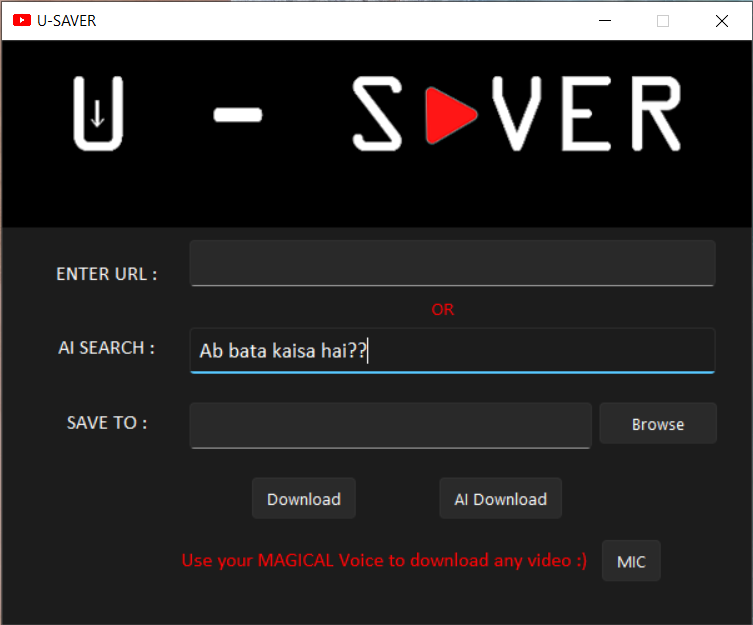 U-SAVER
U - S▶VER
ENTER URL :
OR
AI SEARCH :
Ab bata kaisa hai??
SAVE TO :
Browse
Download
AI Download
Use your MAGICAL Voice to download any video :)
MIC